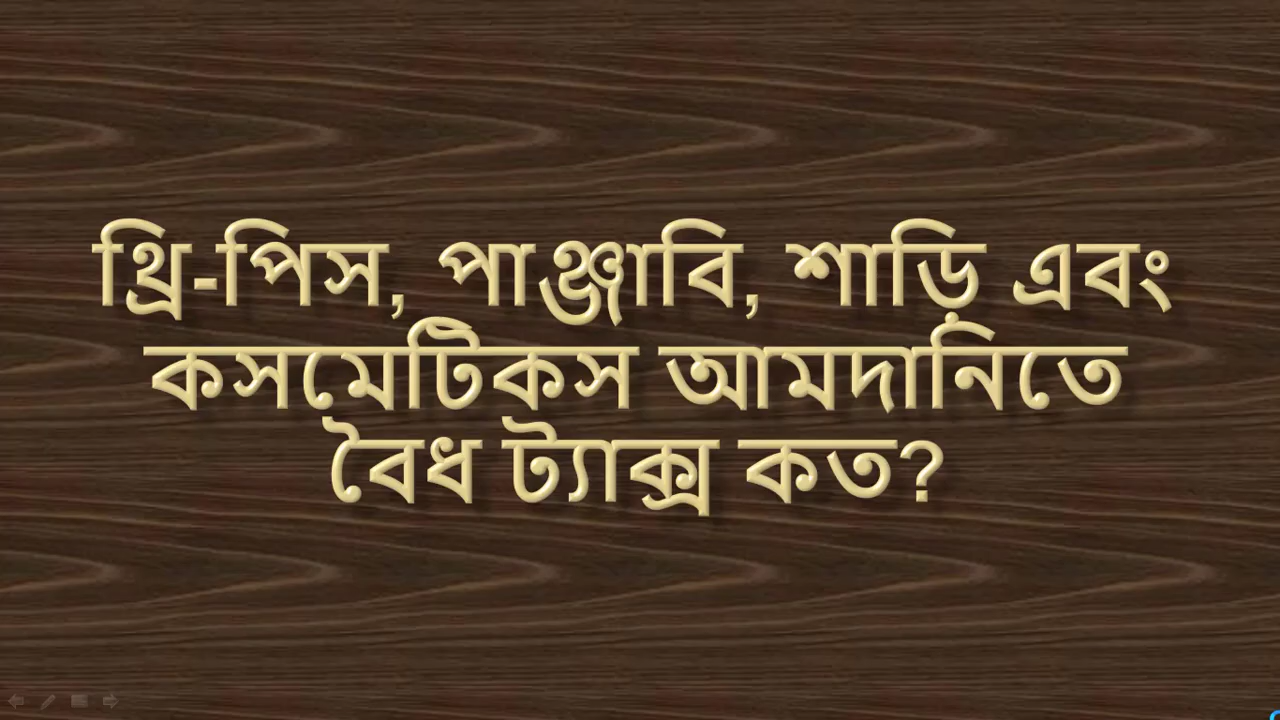 থ্রি-পিস, পাঞ্জাবি, শাড়ি এবং
কসমেটিকস আমদানিতে
বৈধ ট্যাক্স কত?